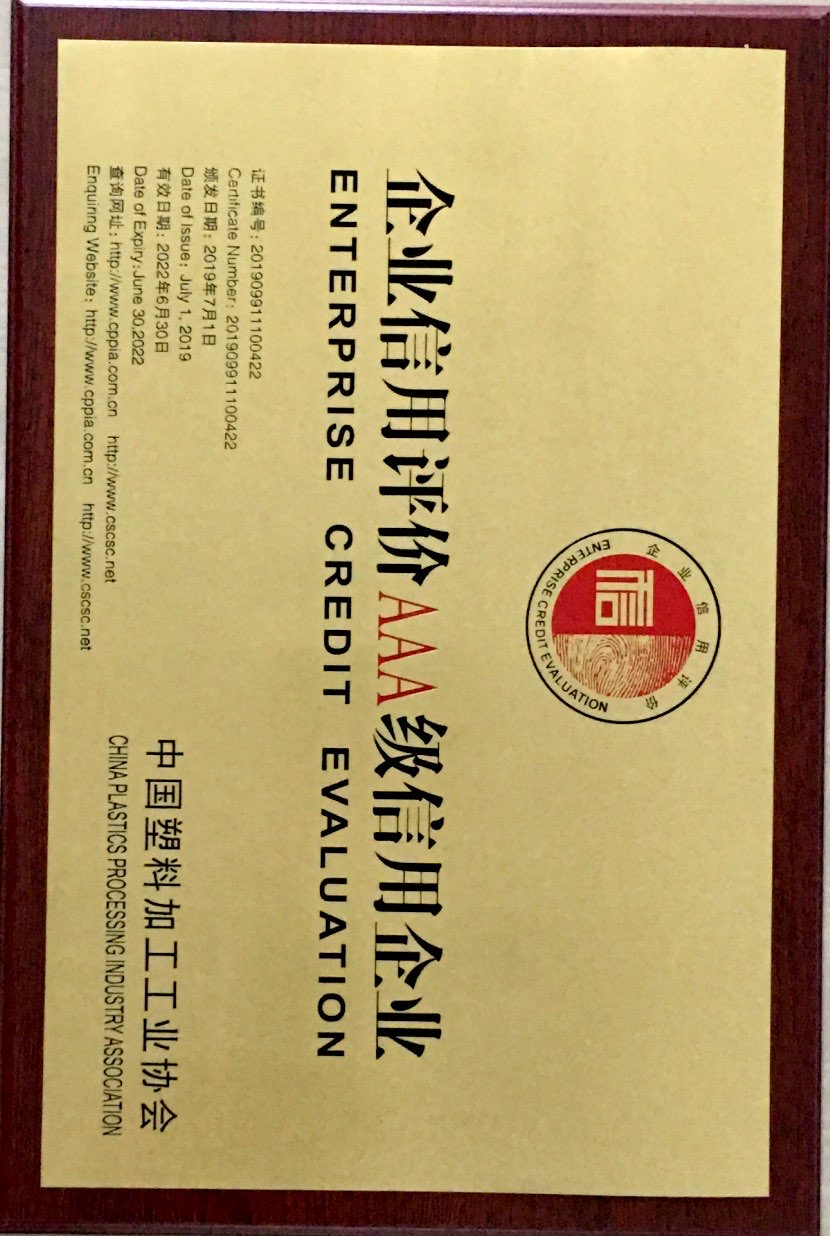 企业信用评价
信
ENTERPRISE CREDIT EVALUATION
企业信用评价AAA级信用企业
ENTERPRISE CREDIT EVALUATION
证书编号：201909911100422
Certificate Number: 201909911100422
颁发日期：2019年7月1日
Date of Issue: July 1, 2019
有效日期：2022年6月30日
Date of Expiry:June 30,2022
查询网址：http://www.cppia.com.cn http://www.cscsc.net
Enquiring Website: http://www.cppia.com.cn http://www.cscsc.net
中国塑料加工工业协会
CHINA PLASTICS PROCESSING INDUSTRY ASSOCIATION